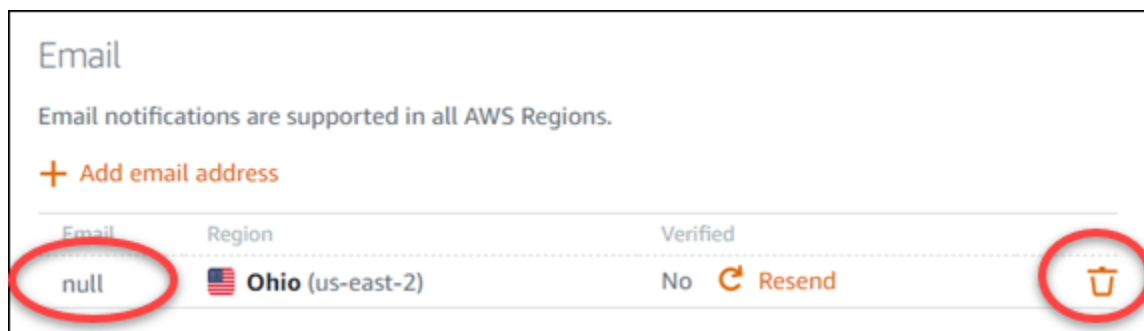 Email
Email notifications are supported in all AWS Regions.
+ Add email address
Email Region Verified
null Ohio (us-east-2) No Resend